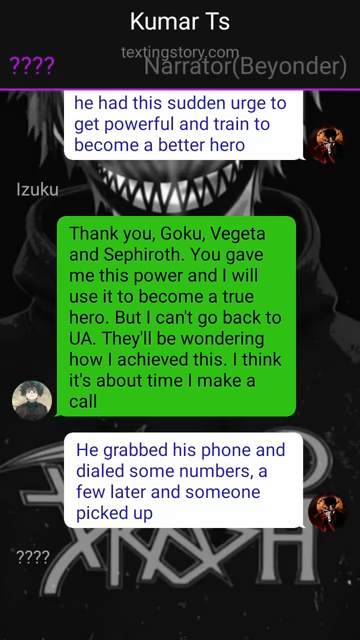 Kumar Ts
textingstory.com
????
Narrator(Beyonder)
he had this sudden urge to
get powerful and train to
become a better hero
Izuku
Thank you, Goku, Vegeta
and Sephiroth. You gave
me this power and I will
use it to become a true
hero. But I can't go back to
UA. They'll be wondering
how I achieved this. I think
it's about time I make a
call
He grabbed his phone and
dialed some numbers, a
few later and someone
picked up
????